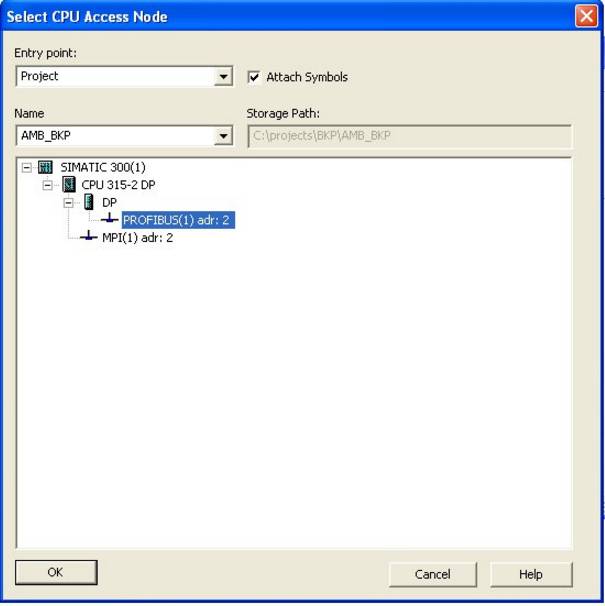 Select CPU Access Node
Entry point:
Project
Attach Symbols
Name
Storage Path:
AMB_BKP
C:\projects\BKP\AMB_BKP
SIMATIC 300(1)
CPU 315-2 DP
DP
PROFIBUS(1) adr: 2
MPI(1) adr: 2
OK
Cancel
Help